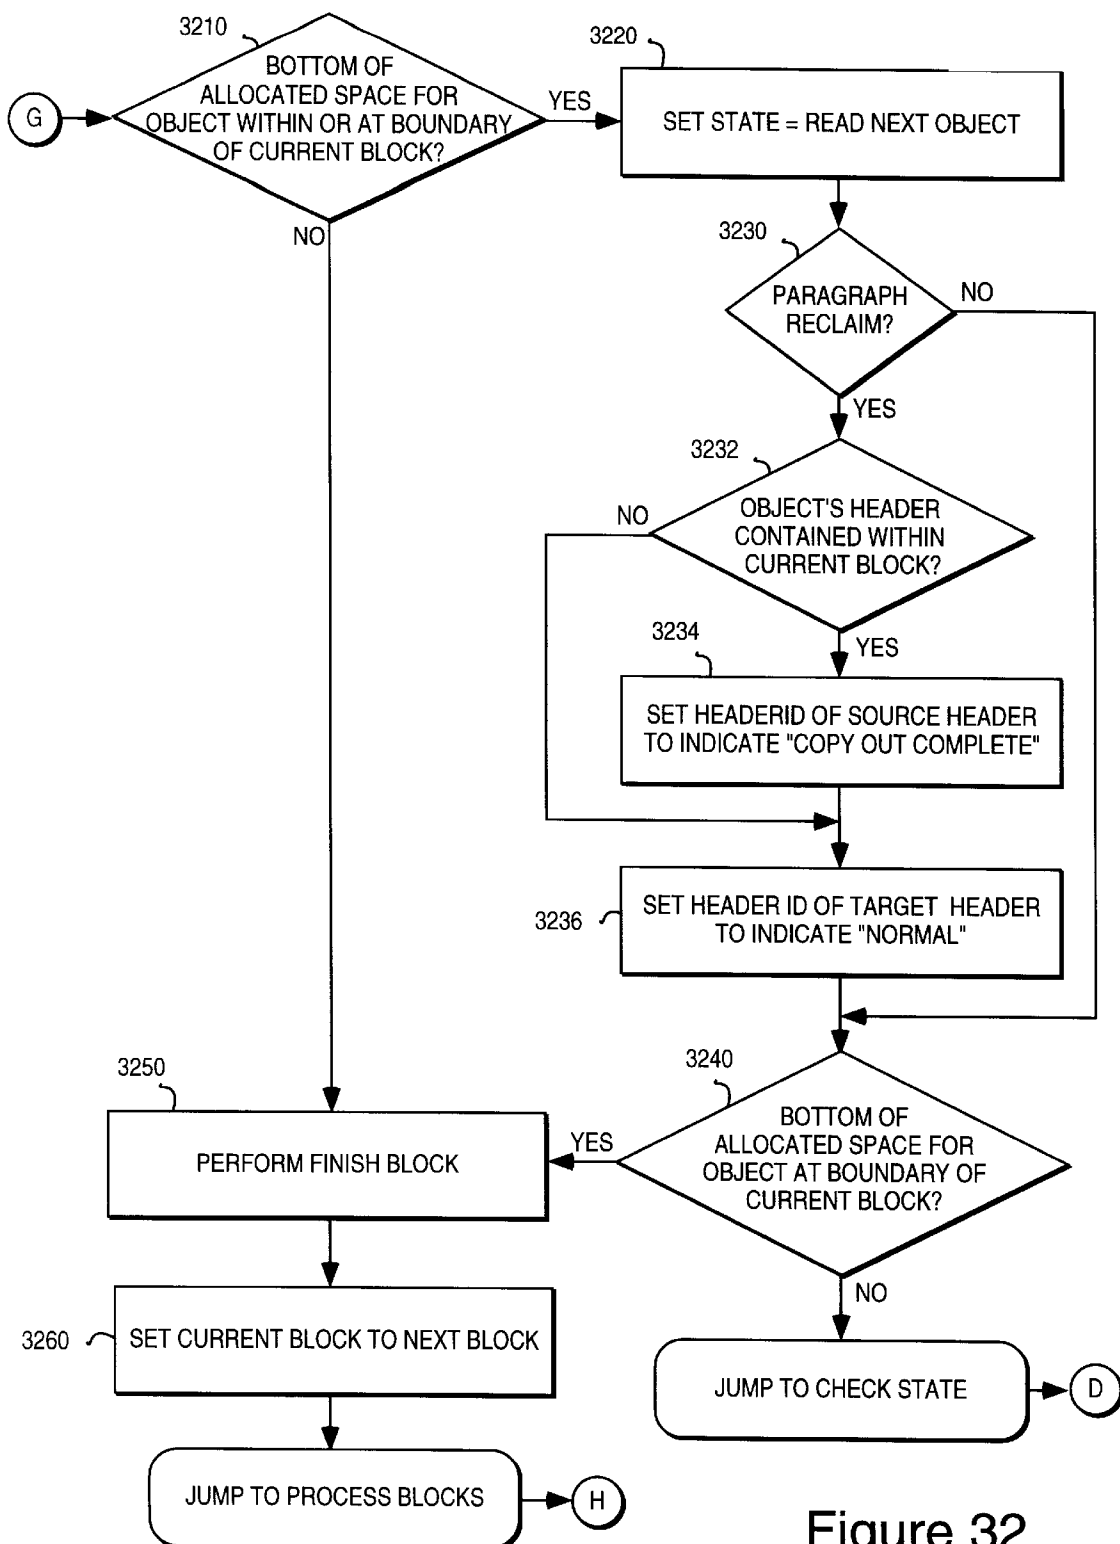 3210
BOTTOM OF
ALLOCATED SPACE FOR
OBJECT WITHIN OR AT BOUNDARY
OF CURRENT BLOCK?
G
YES
NO
3220
SET STATE = READ NEXT OBJECT
3230
PARAGRAPH
RECLAIM?
NO
YES
3232
OBJECT'S HEADER
CONTAINED WITHIN
CURRENT BLOCK?
NO
YES
3234
SET HEADERID OF SOURCE HEADER
TO INDICATE "COPY OUT COMPLETE"
3236
SET HEADER ID OF TARGET HEADER
TO INDICATE "NORMAL"
3240
BOTTOM OF
ALLOCATED SPACE FOR
OBJECT AT BOUNDARY OF
CURRENT BLOCK?
YES
NO
3250
PERFORM FINISH BLOCK
3260
SET CURRENT BLOCK TO NEXT BLOCK
JUMP TO CHECK STATE
D
JUMP TO PROCESS BLOCKS
H
Figure 32